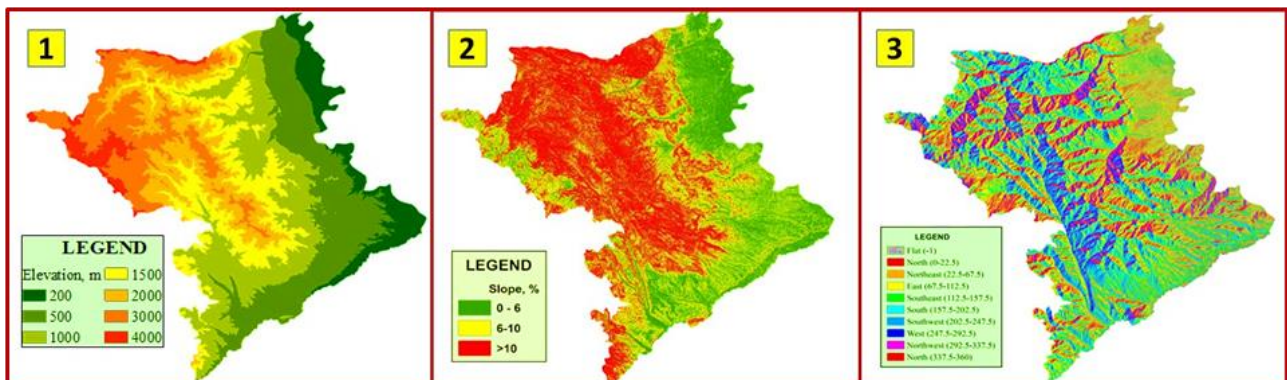 1
LEGEND
Elevation, m
200
500
1000
1500
2000
3000
4000
2
LEGEND
Slope, %
0 - 6
6-10
>10
3
LEGEND
Flat (-1)
North (0-22.5)
Northeast (22.5-67.5)
East (67.5-112.5)
Southeast (112.5-157.5)
South (157.5-202.5)
Southwest (202.5-247.5)
West (247.5-292.5)
Northwest (292.5-337.5)
North (337.5-360)